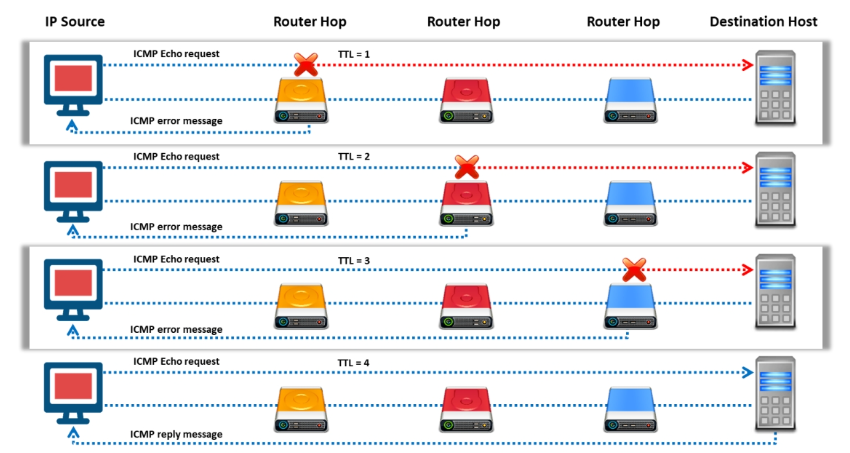 IP Source Router Hop Router Hop Router Hop Destination Host
ICMP Echo request TTL = 1
ICMP error message
ICMP Echo request TTL = 2
ICMP error message
ICMP Echo request TTL = 3
ICMP error message
ICMP Echo request TTL = 4
ICMP reply message